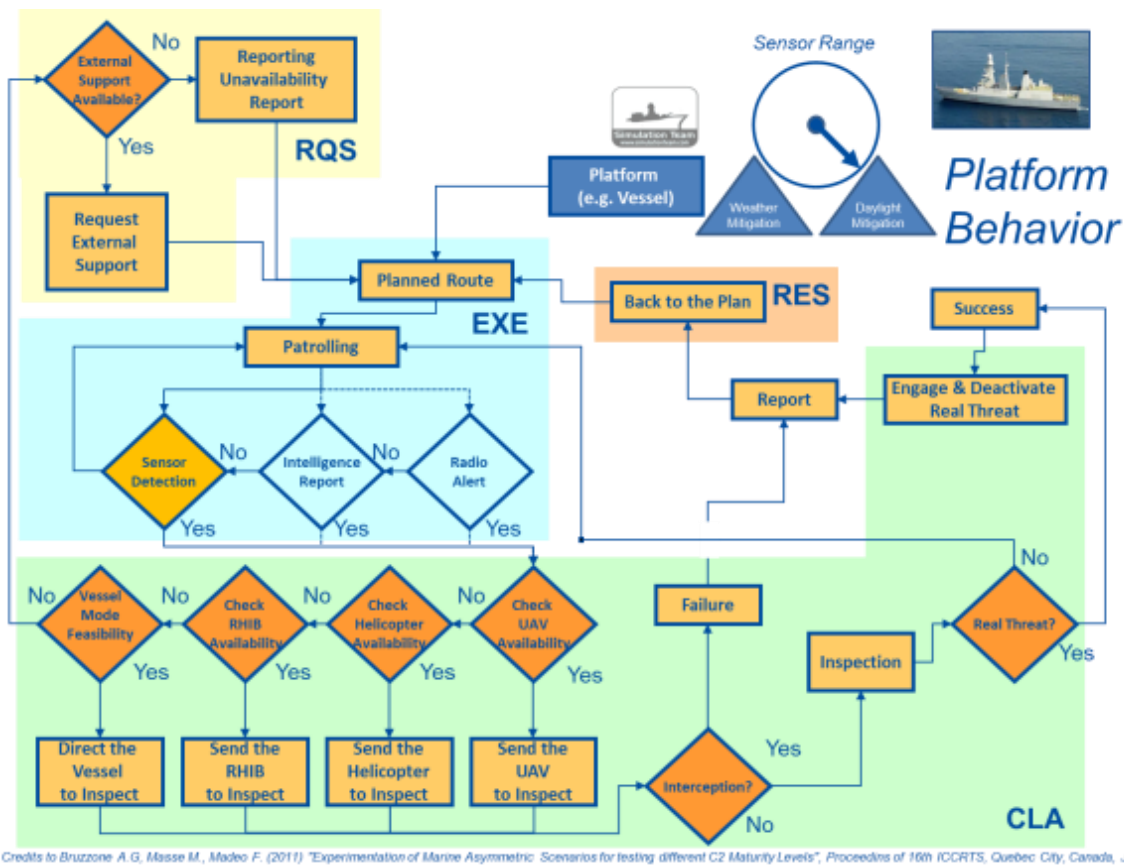 External
Support
Available?
No
Reporting
Unavailability
Report
Yes
RQS
Request
External
Support
Sensor Range
Simulation Team
www.simulationteam.com
Platform
(e.g. Vessel)
Weather
Mitigation
Daylight
Mitigation
Platform
Behavior
Planned Route
EXE
Back to the Plan
RES
Success
Patrolling
Engage & Deactivate
Real Threat
Report
Sensor
Detection
No
Intelligence
Report
No
Radio
Alert
Yes
Yes
Yes
No
Vessel
Mode
Feasibility
No
Check
RHIB
Availability
No
Check
Helicopter
Availability
No
Check
UAV
Availability
Failure
No
Real Threat?
Yes
Inspection
Yes
Yes
Yes
Yes
Direct the
Vessel
to Inspect
Send the
RHIB
to Inspect
Send the
Helicopter
to Inspect
Send the
UAV
to Inspect
Interception?
Yes
No
CLA
Credits to Bruzzone A.G, Masse M., Madeo F. (2011) "Experimentation of Marine Asymmetric Scenarios for testing different C2 Maturity Levels", Proceedins of 16th ICCRTS, Quebec City, Canada, .